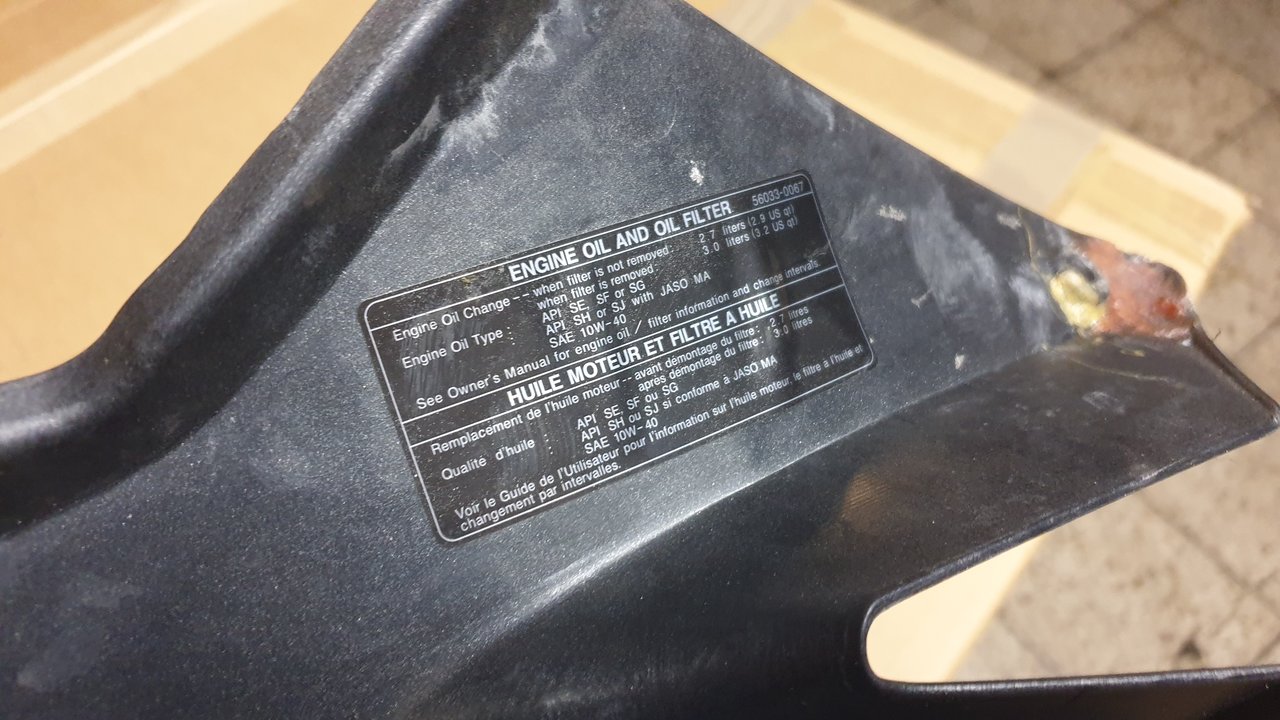 ENGINE OIL AND OIL FILTER 56033-0067
Engine Oil Change -- when filter is not removed: 2.7 liters (2.9 US qt)
when filter is removed: 3.0 liters (3.2 US qt)
Engine Oil Type : API SE, SF or SG
API SH or SJ with JASO MA
SAE 10W-40
See Owner's Manual for engine oil / filter information and change intervals.
HUILE MOTEUR ET FILTRE A HUILE
Remplacement de l'huile moteur -- avant démontage du filtre: 2.7 litres
après démontage du filtre: 3.0 litres
Qualité d'huile : API SE, SF ou SG
API SH ou SJ si conforme à JASO MA
SAE 10W-40
Voir le Guide de l'Utilisateur pour l'information sur l'huile moteur, le filtre à l'huile et
changement par intervalles.